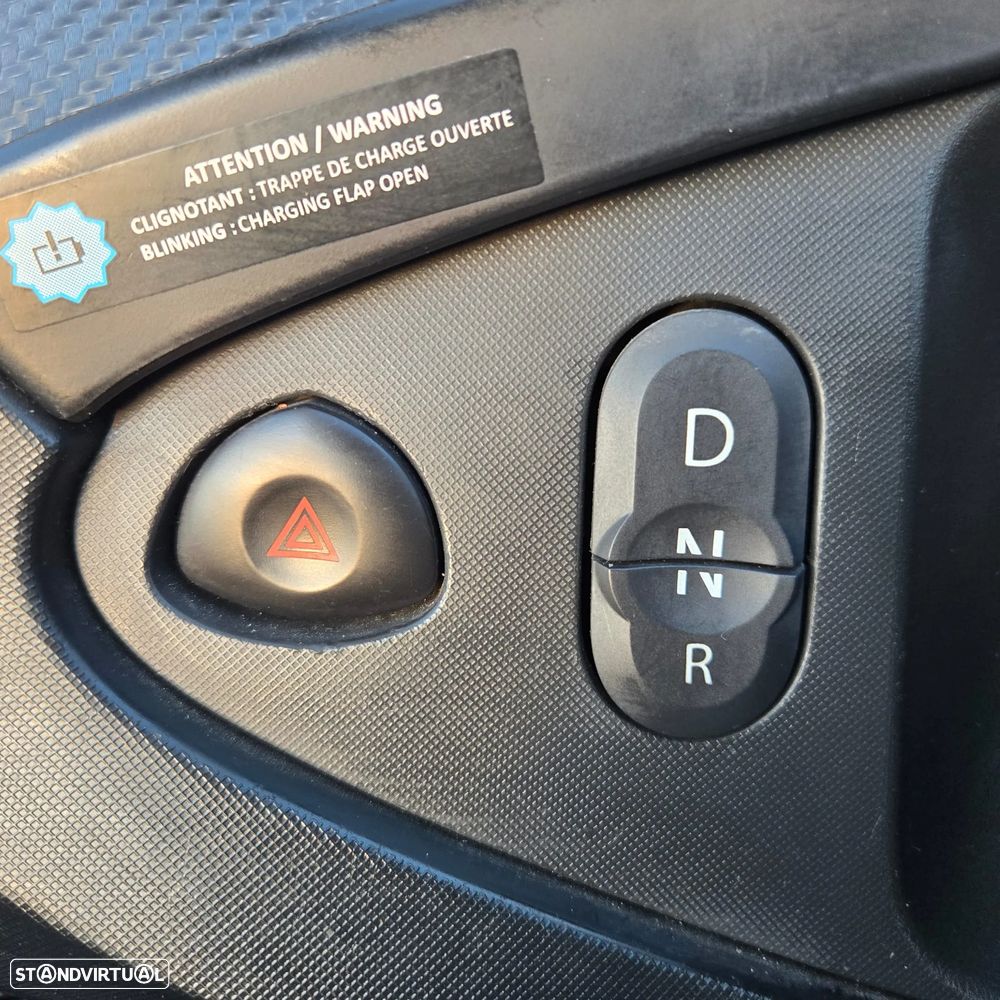 ATTENTION / WARNING
CLIGNOTANT : TRAPPE DE CHARGE OUVERTE
BLINKING : CHARGING FLAP OPEN
D
N
R
STANDVIRTUAL